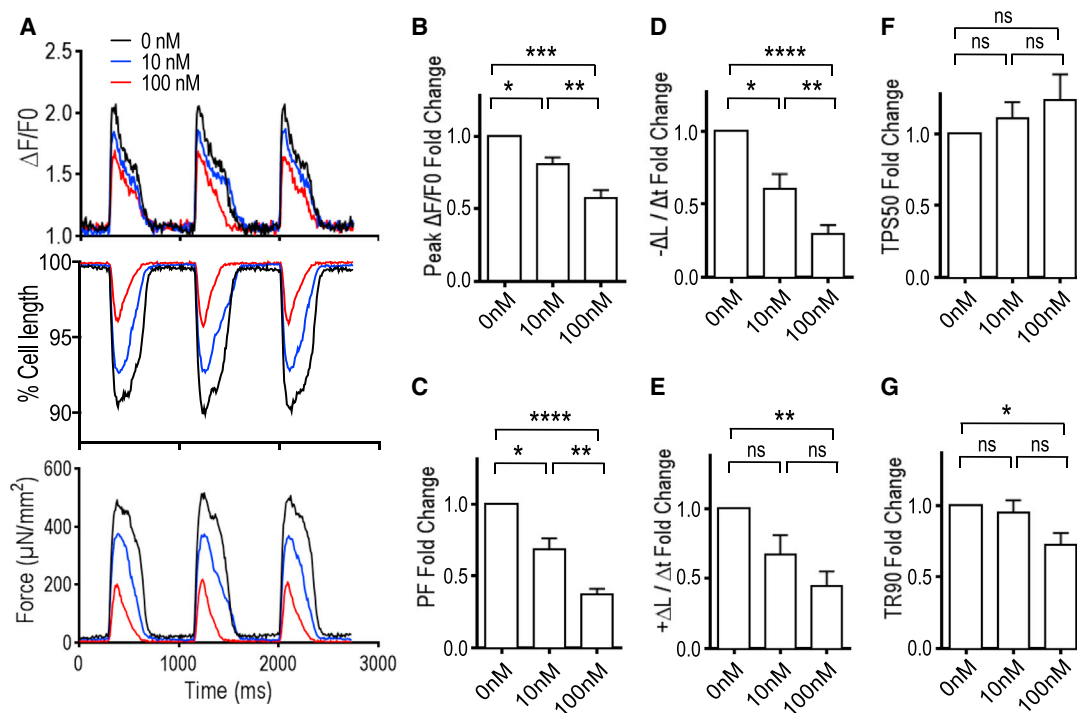 A
0 nM
10 nM
100 nM
ΔF/F0
2.5
2.0
1.5
1.0
% Cell length
100
95
90
Force (µN/mm²)
600
400
200
0
0 1000 2000 3000
Time (ms)
B
***
* **
Peak ΔF/F0 Fold Change
1.0
0.5
0.0
0nM 10nM 100nM
C
****
* **
PF Fold Change
1.0
0.5
0.0
0nM 10nM 100nM
D
****
* **
-ΔL / Δt Fold Change
1.0
0.5
0.0
0nM 10nM 100nM
E
**
ns ns
+ΔL / Δt Fold Change
1.0
0.5
0.0
0nM 10nM 100nM
F
ns
ns ns
TPS50 Fold Change
1.0
0.5
0.0
0nM 10nM 100nM
G
*
ns ns
TR90 Fold Change
1.0
0.5
0.0
0nM 10nM 100nM